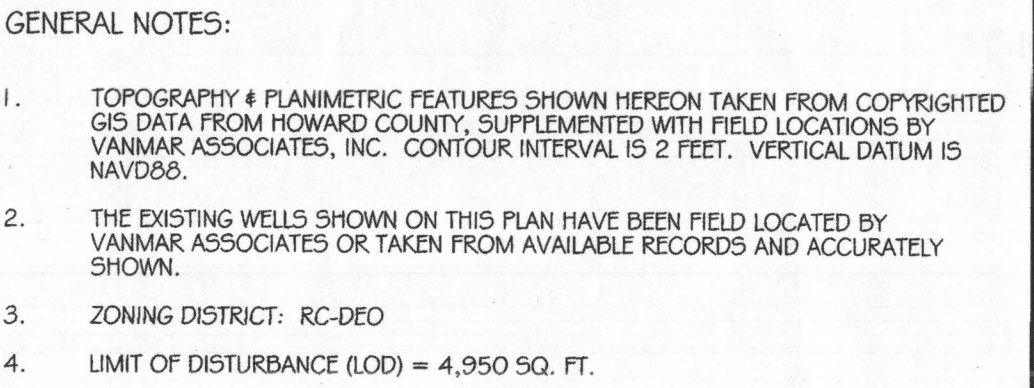 GENERAL NOTES:
1. TOPOGRAPHY & PLANIMETRIC FEATURES SHOWN HEREON TAKEN FROM COPYRIGHTED
GIS DATA FROM HOWARD COUNTY, SUPPLEMENTED WITH FIELD LOCATIONS BY
VANMAR ASSOCIATES, INC. CONTOUR INTERVAL IS 2 FEET. VERTICAL DATUM IS
NAVD88.
2. THE EXISTING WELLS SHOWN ON THIS PLAN HAVE BEEN FIELD LOCATED BY
VANMAR ASSOCIATES OR TAKEN FROM AVAILABLE RECORDS AND ACCURATELY
SHOWN.
3. ZONING DISTRICT: RC-DEO
4. LIMIT OF DISTURBANCE (LOD) = 4,950 SQ. FT.